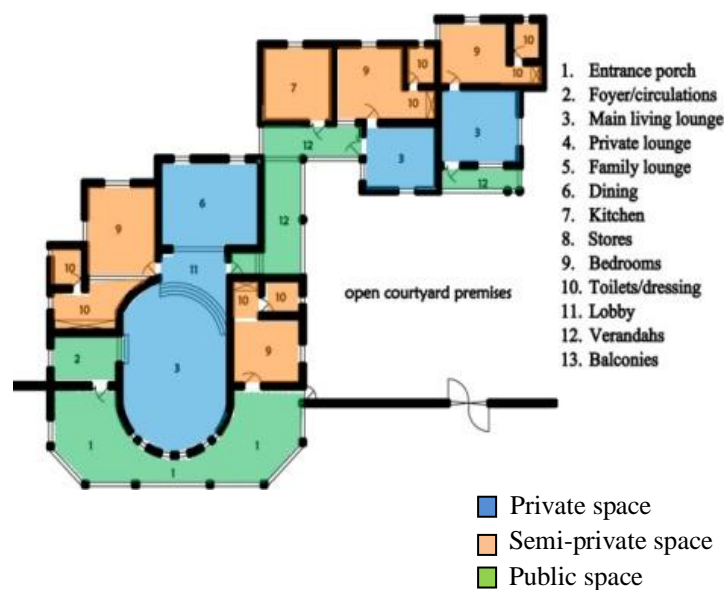 10
9
10
9
10
7
10
10
3
12
3
12
6
9
12
11
10
10
10
10
open courtyard premises
9
2
3
1
1
1
1. Entrance porch
2. Foyer/circulations
3. Main living lounge
4. Private lounge
5. Family lounge
6. Dining
7. Kitchen
8. Stores
9. Bedrooms
10. Toilets/dressing
11. Lobby
12. Verandahs
13. Balconies
Private space
Semi-private space
Public space